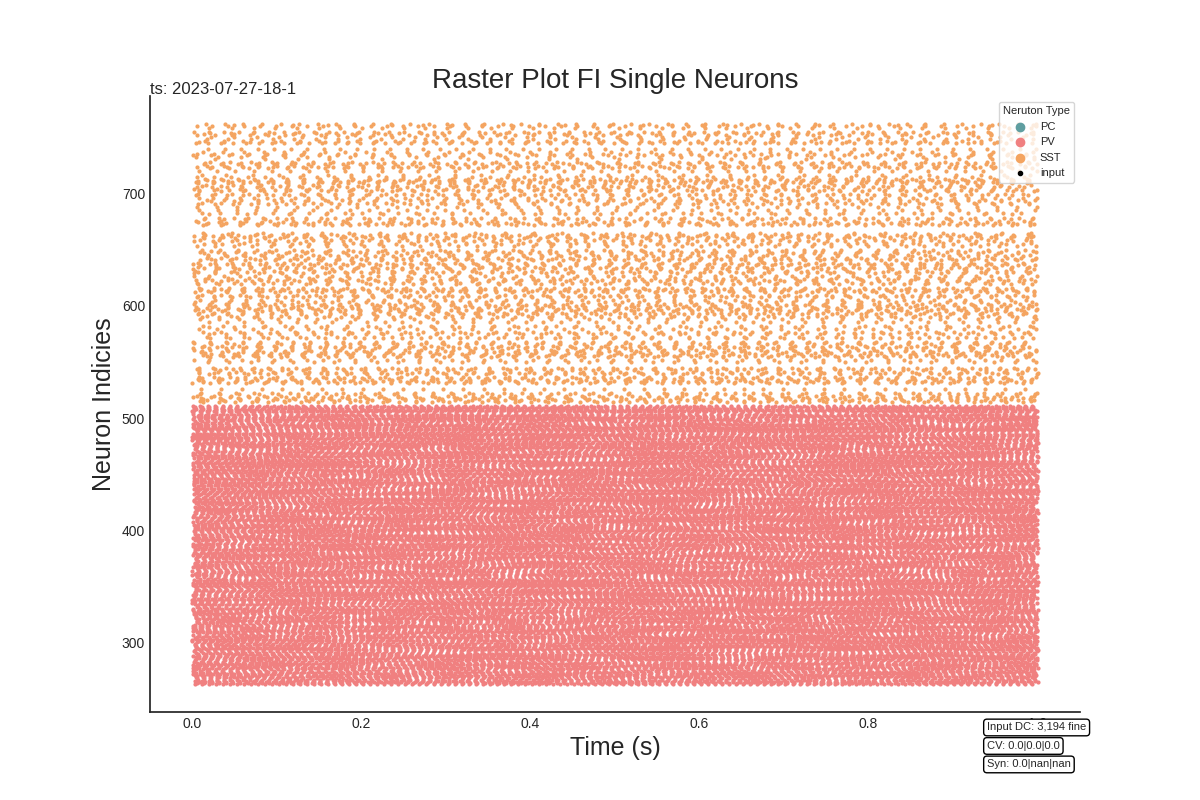 Raster Plot FI Single Neurons
ts: 2023-07-27-18-1
Neruton Type
PC
PV
SST
input
700
600
500
400
300
Neuron Indicies
0.0 0.2 0.4 0.6 0.8
Time (s)
Input DC: 3,194 fine
CV: 0.0|0.0|0.0
Syn: 0.0|nan|nan